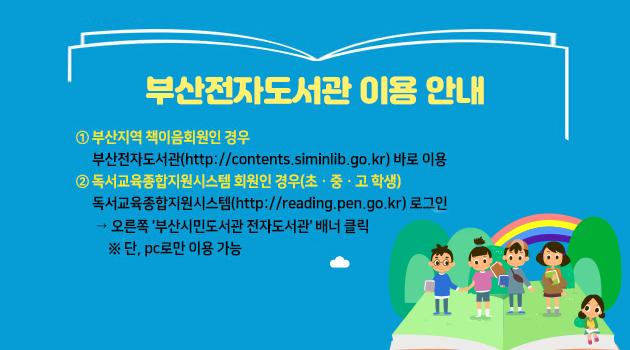 부산전자도서관 이용 안내
① 부산지역 책이음회원인 경우
부산전자도서관(http://contents.siminlib.go.kr) 바로 이용
② 독서교육종합지원시스템 회원인 경우(초 · 중 · 고 학생)
독서교육종합지원시스템(http://reading.pen.go.kr) 로그인
→ 오른쪽 '부산시민도서관 전자도서관' 배너 클릭
※ 단, pc로만 이용 가능